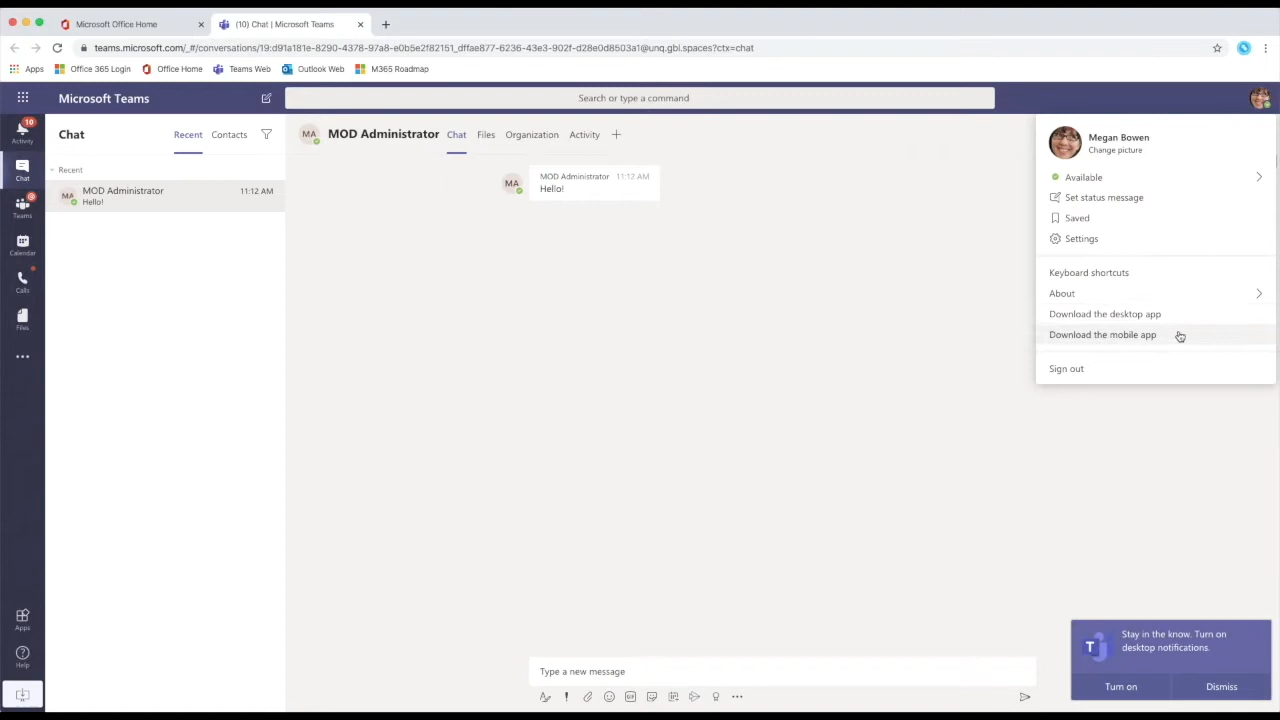 Microsoft Office Home
(10) Chat | Microsoft Teams
teams.microsoft.com/_#/conversations/19:d91a181e-8290-4378-97a8-e0b5e2f82151_dffae877-6236-43e3-902f-d28e0d8503a1@unq.gbl.spaces?ctx=chat
Apps Office 365 Login Office Home Teams Web Outlook Web M365 Roadmap
Microsoft Teams
Search or type a command
10
Activity
Chat
Teams
Calendar
Calls
Files
Apps
Help
Chat Recent Contacts
Recent
MA MOD Administrator 11:12 AM
Hello!
MA MOD Administrator Chat Files Organization Activity
MA MOD Administrator 11:12 AM
Hello!
Megan Bowen
Change picture
Available
Set status message
Saved
Settings
Keyboard shortcuts
About
Download the desktop app
Download the mobile app
Sign out
Type a new message
GIF
T Stay in the know. Turn on
desktop notifications.
Turn on Dismiss